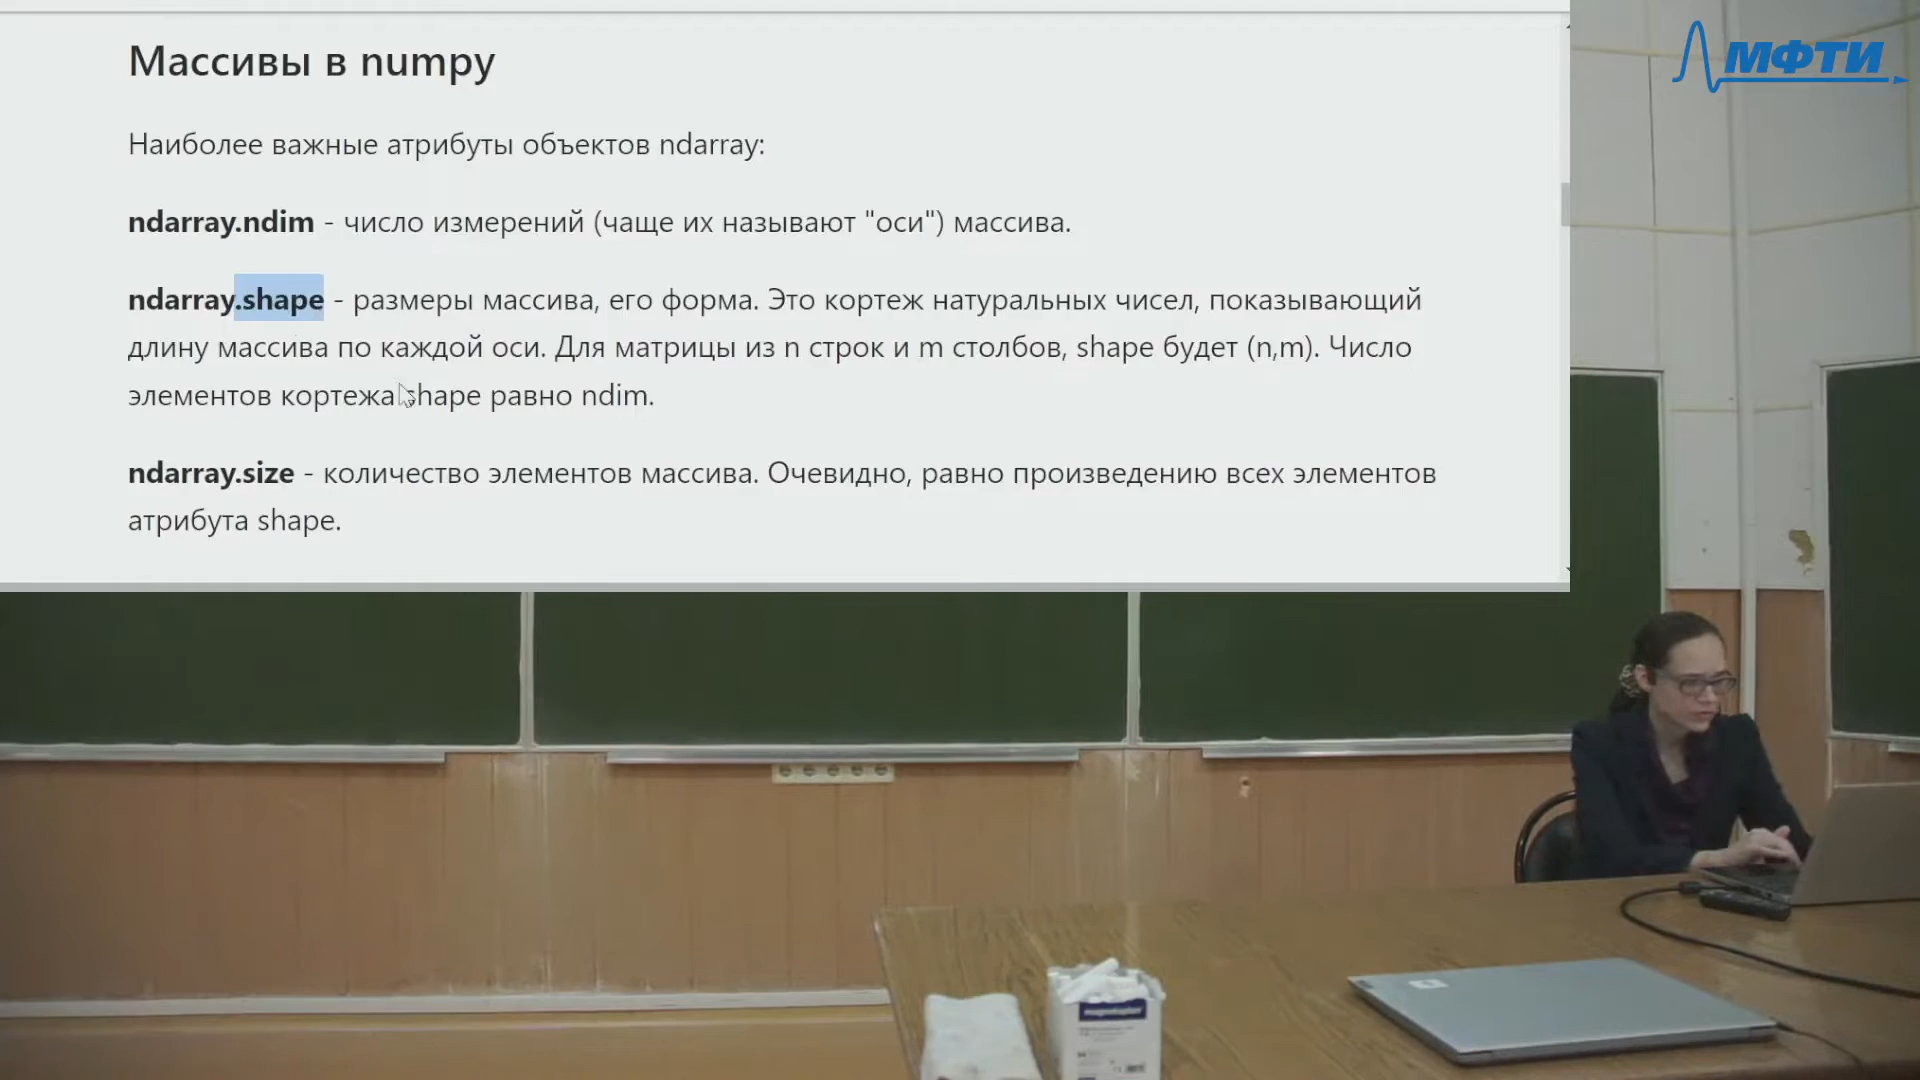 Массивы в numpy
МФТИ
Наиболее важные атрибуты объектов ndarray:
ndarray.ndim - число измерений (чаще их называют "оси") массива.
ndarray.shape - размеры массива, его форма. Это кортеж натуральных чисел, показывающий
длину массива по каждой оси. Для матрицы из n строк и m столбов, shape будет (n,m). Число
элементов кортежа shape равно ndim.
ndarray.size - количество элементов массива. Очевидно, равно произведению всех элементов
атрибута shape.